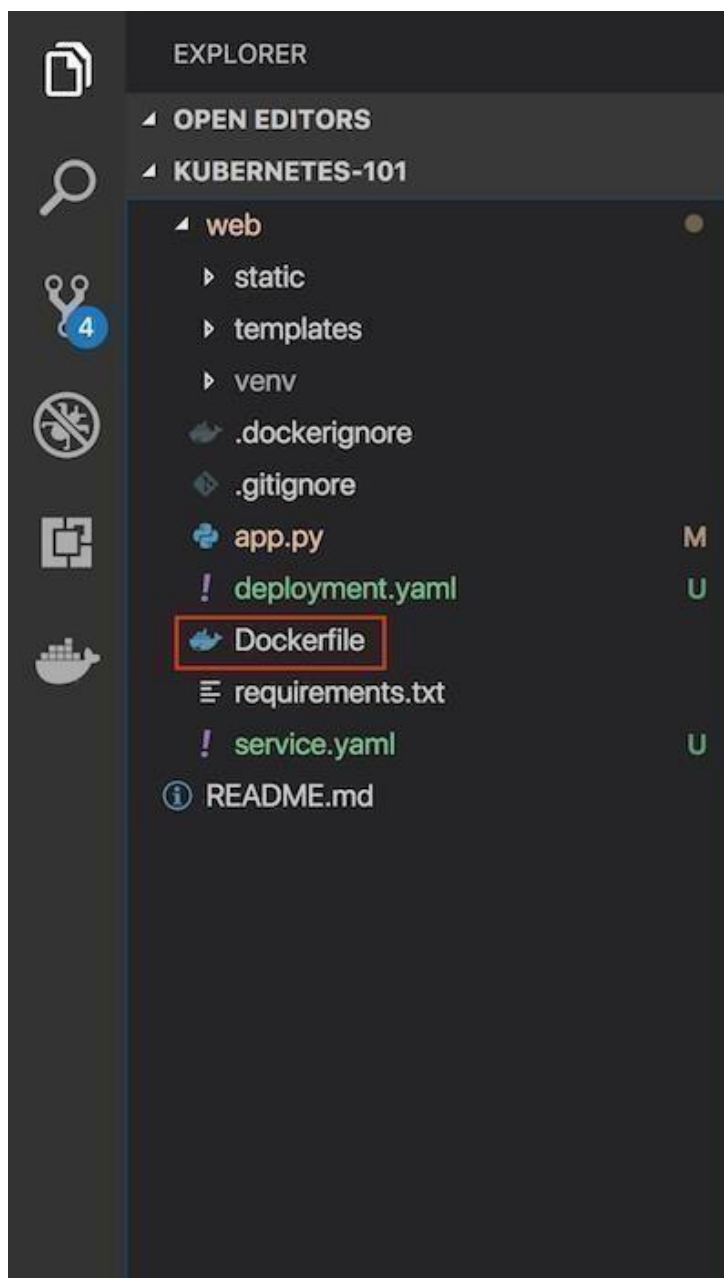 EXPLORER
OPEN EDITORS
KUBERNETES-101
web
static
templates
4
venv
.dockerignore
.gitignore
app.py M
deployment.yaml U
Dockerfile
requirements.txt
service.yaml U
README.md